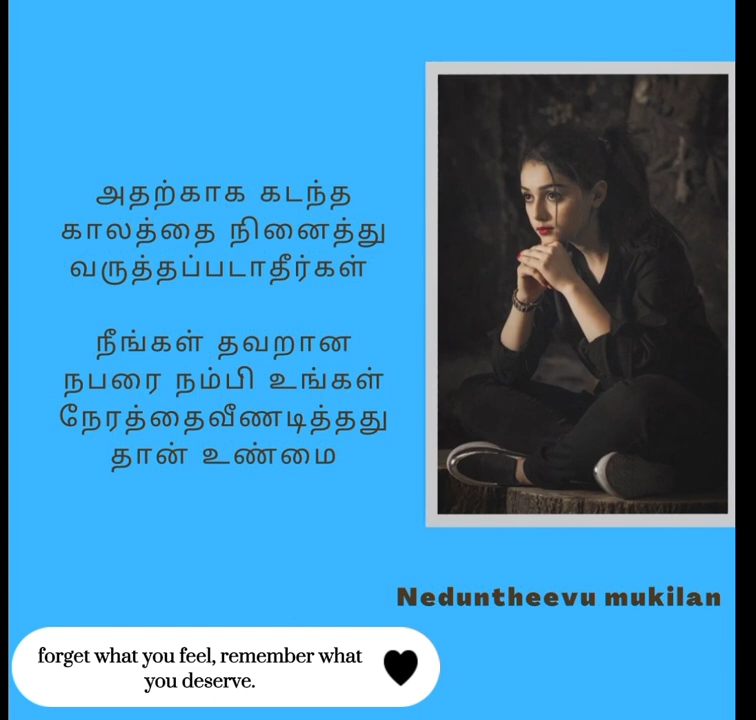 அதற்காக கடந்த
காலத்தை நினைத்து
வருத்தப்படாதீர்கள்
நீங்கள் தவறான
நபரை நம்பி உங்கள்
நேரத்தைவீணடித்தது
தான் உண்மை
Neduntheevu mukilan
forget what you feel, remember what
you deserve.